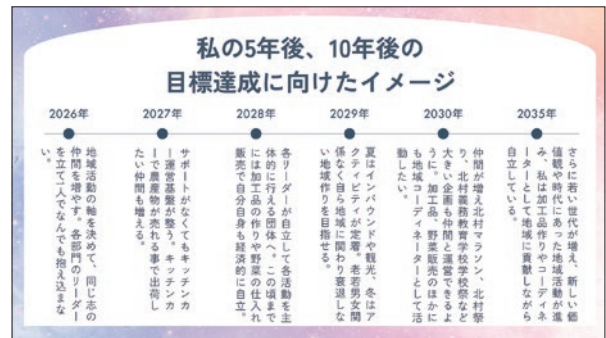 私の5年後、10年後の
目標達成に向けたイメージ
2026年
地域活動の軸を決めて、同じ志の
仲間を増やす。各部門のリーダー
を立て1人でなんでも抱え込まな
い。
2027年
サポートがなくてもキッチンカ
ー運営基盤が整う。キッチンカ
ーで農産物が売れる事で出荷し
たい仲間も増える。
2028年
各リーダーが自立して各活動を主
体的に行える団体へ。この頃まで
には加工品の作りや野菜の仕入れ
販売で自分自身も経済的に自立。
2029年
夏はインバウンドや観光、冬はア
クティビティが定着。老若男女関
係なく自ら地域に関わり衰退しな
い地域作りを目指せる。
2030年
仲間が増え北村マラソン、北村祭
り、北村義務教育学校学校祭など
大きい企画も仲間と運営できるよ
うに。加工品、野菜販売のほかに
も地域コーディネーターとして活
動したい。
2035年
さらに若い世代が増え、新しい価
値観や時代にあった地域活動が進
み、私は加工品作りやコーディネ
ーターとして地域に貢献しながら
自立している。